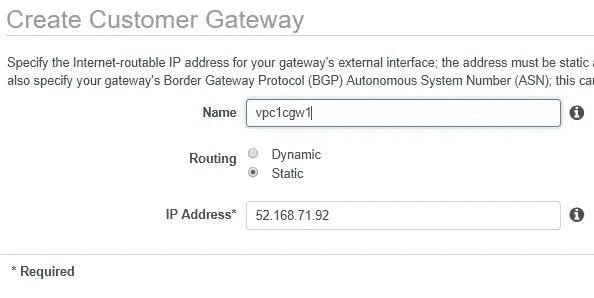 Create Customer Gateway
Specify the Internet-routable IP address for your gateway's external interface; the address must be static
also specify your gateway's Border Gateway Protocol (BGP) Autonomous System Number (ASN); this
Name vpc1cgw1
Routing Dynamic
Static
IP Address* 52.168.71.92
* Required